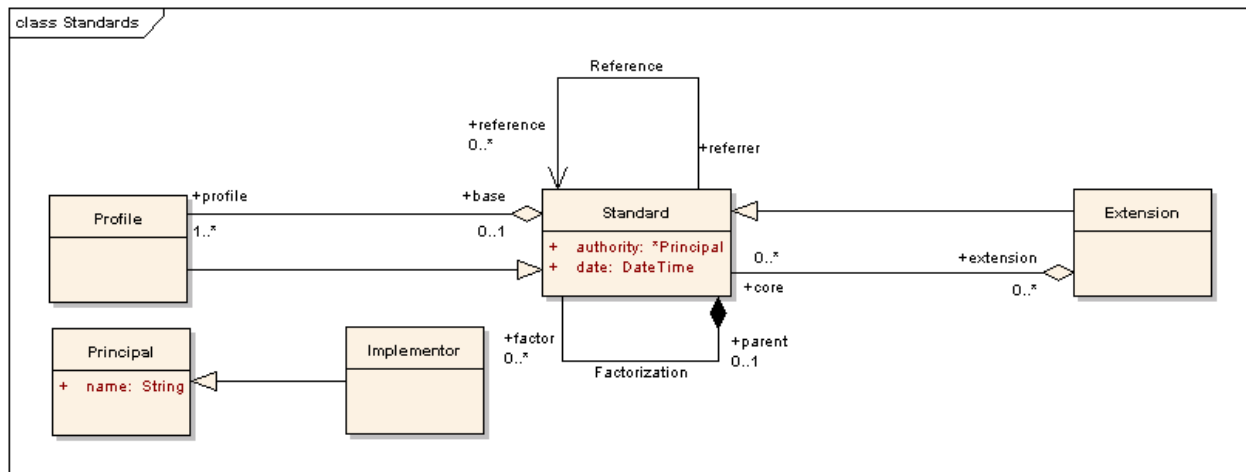 class Standards
Reference
+reference
0..*
+referrer
+profile
1..*
+base
0..1
Profile
Standard
+ authority: *Principal
+ date: DateTime
Extension
0..*
+core
+extension
0..*
+factor
0..*
+parent
0..1
Factorization
Principal
+ name: String
Implementor